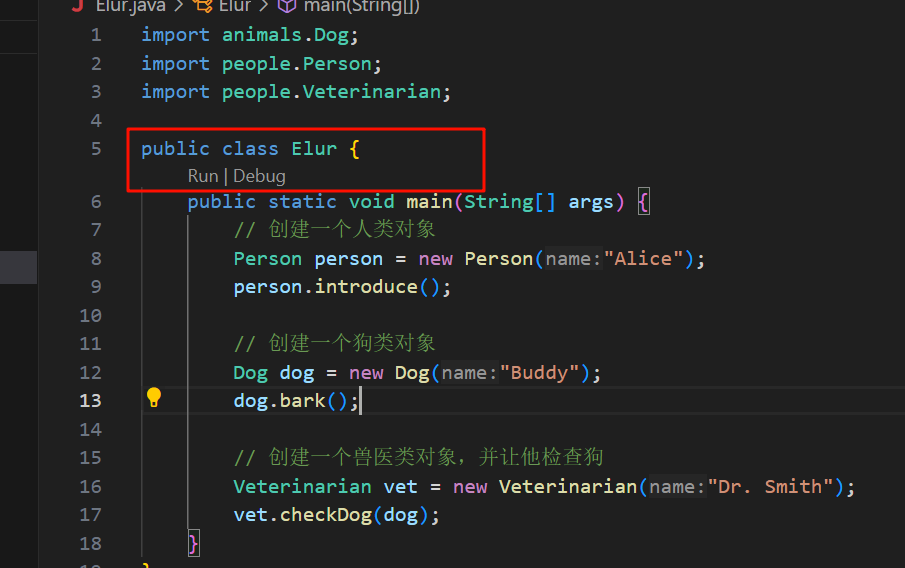 Elur.java > Elur > main(String[])
1 import animals.Dog;
2 import people.Person;
3 import people.Veterinarian;
4
5 public class Elur {
Run | Debug
6 public static void main(String[] args) {
7 // 创建一个人类对象
8 Person person = new Person(name:"Alice");
9 person.introduce();
10
11 // 创建一个狗类对象
12 Dog dog = new Dog(name:"Buddy");
13 dog.bark();
14
15 // 创建一个兽医类对象，并让他检查狗
16 Veterinarian vet = new Veterinarian(name:"Dr. Smith");
17 vet.checkDog(dog);
18 }